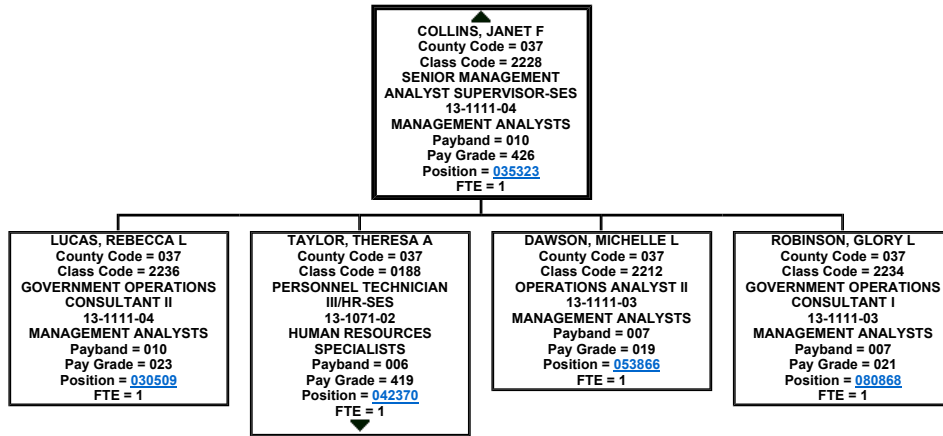 COLLINS, JANET F
County Code = 037
Class Code = 2228
SENIOR MANAGEMENT
ANALYST SUPERVISOR-SES
13-1111-04
MANAGEMENT ANALYSTS
Payband = 010
Pay Grade = 426
Position = 035323
FTE = 1
LUCAS, REBECCA L
County Code = 037
Class Code = 2236
GOVERNMENT OPERATIONS
CONSULTANT II
13-1111-04
MANAGEMENT ANALYSTS
Payband = 010
Pay Grade = 023
Position = 030509
FTE = 1
TAYLOR, THERESA A
County Code = 037
Class Code = 0188
PERSONNEL TECHNICIAN
III/HR-SES
13-1071-02
HUMAN RESOURCES
SPECIALISTS
Payband = 006
Pay Grade = 419
Position = 042370
FTE = 1
DAWSON, MICHELLE L
County Code = 037
Class Code = 2212
OPERATIONS ANALYST II
13-1111-03
MANAGEMENT ANALYSTS
Payband = 007
Pay Grade = 019
Position = 053866
FTE = 1
ROBINSON, GLORY L
County Code = 037
Class Code = 2234
GOVERNMENT OPERATIONS
CONSULTANT I
13-1111-03
MANAGEMENT ANALYSTS
Payband = 007
Pay Grade = 021
Position = 080868
FTE = 1